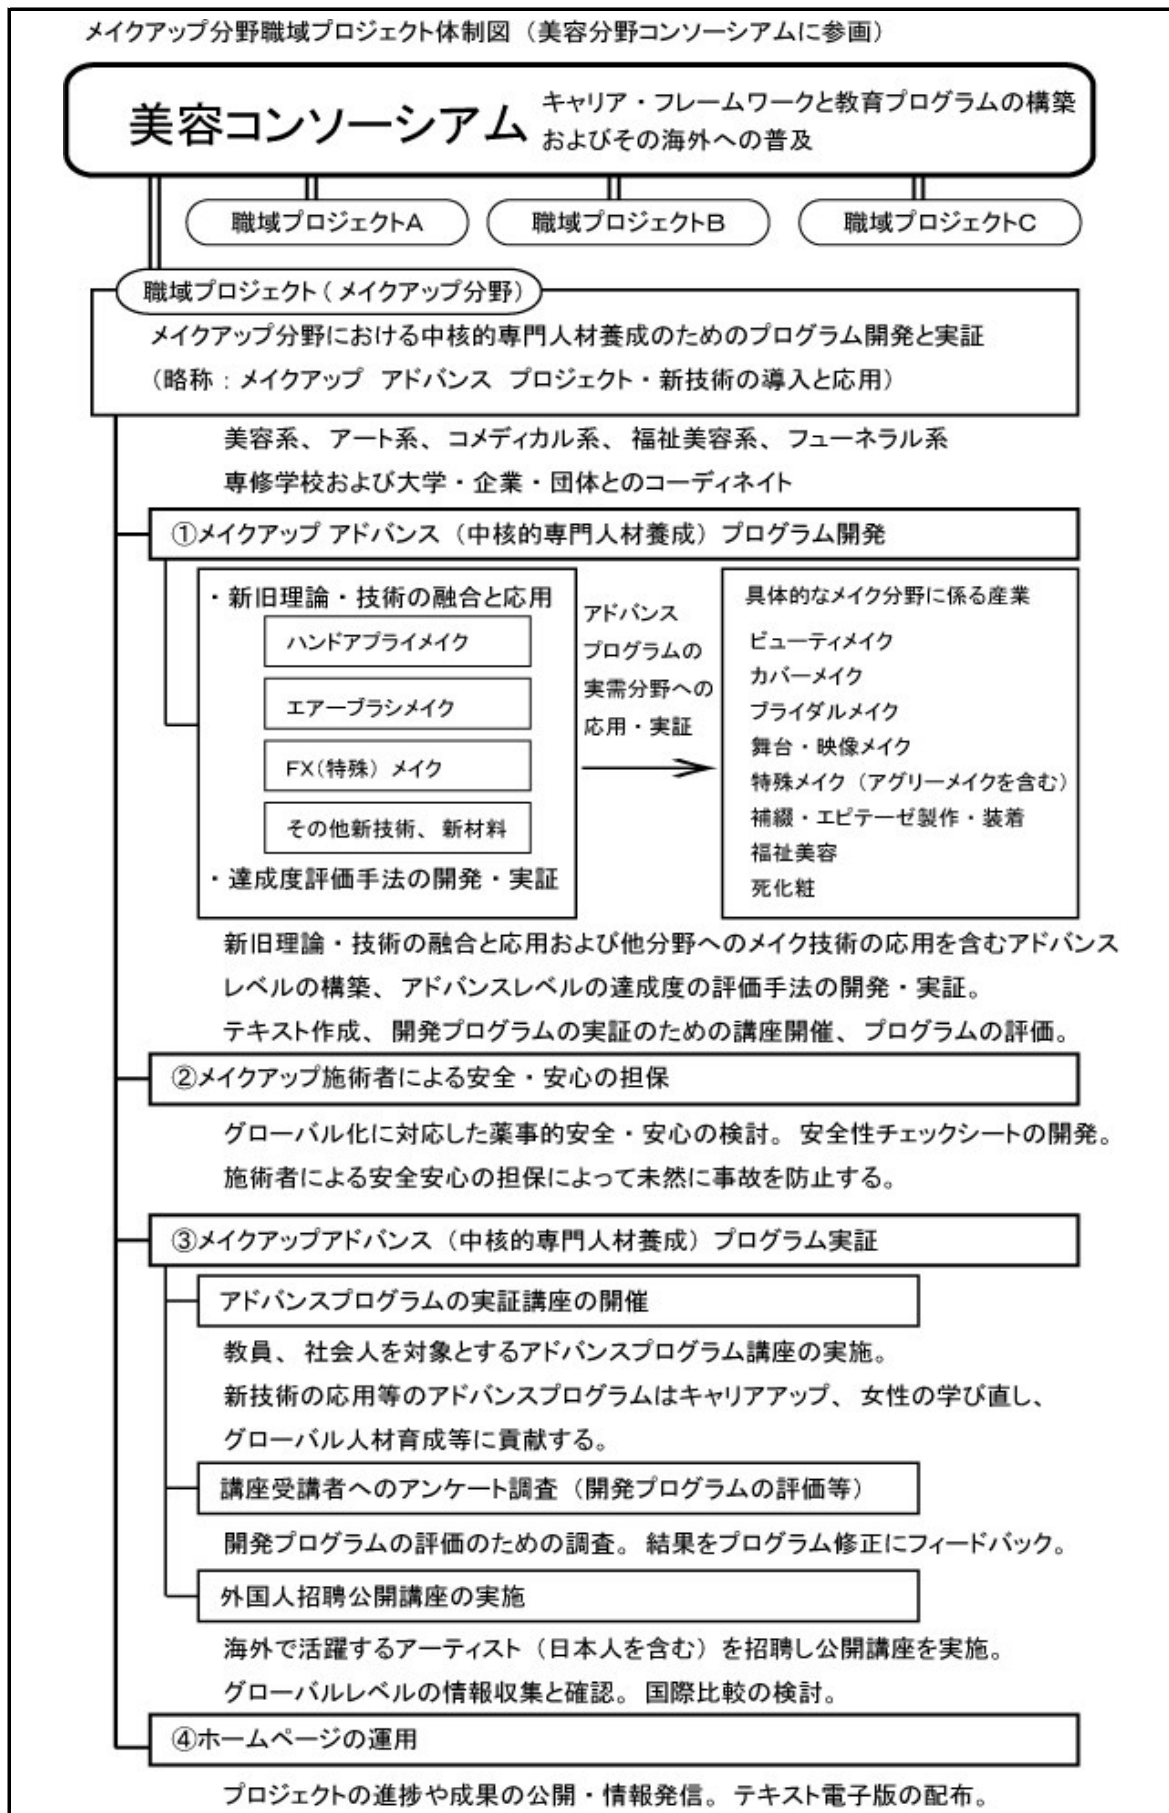 メイクアップ分野職域プロジェクト体制図（美容分野コンソーシアムに参画）
美容コンソーシアム
キャリア・フレームワークと教育プログラムの構築
およびその海外への普及
職域プロジェクトA
職域プロジェクトB
職域プロジェクトC
職域プロジェクト（メイクアップ分野）
メイクアップ分野における中核的専門人材養成のためのプログラム開発と実証
（略称：メイクアップ アドバンス プロジェクト・新技術の導入と応用）
美容系、アート系、コメディカル系、福祉美容系、フューネラル系
専修学校および大学・企業・団体とのコーディネイト
①メイクアップ アドバンス（中核的専門人材養成）プログラム開発
・新旧理論・技術の融合と応用
ハンドアプライメイク
エアーブラシメイク
FX（特殊）メイク
その他新技術、新材料
・達成度評価手法の開発・実証
アドバンス
プログラムの
実需分野への
応用・実証
具体的なメイク分野に係る産業
ビューティメイク
カバーメイク
ブライダルメイク
舞台・映像メイク
特殊メイク（アグリーメイクを含む）
補綴・エピテーゼ製作・装着
福祉美容
死化粧
新旧理論・技術の融合と応用および他分野へのメイク技術の応用を含むアドバンス
レベルの構築、アドバンスレベルの達成度の評価手法の開発・実証。
テキスト作成、開発プログラムの実証のための講座開催、プログラムの評価。
②メイクアップ施術者による安全・安心の担保
グローバル化に対応した薬事的安全・安心の検討。安全性チェックシートの開発。
施術者による安全安心の担保によって未然に事故を防止する。
③メイクアップアドバンス（中核的専門人材養成）プログラム実証
アドバンスプログラムの実証講座の開催
教員、社会人を対象とするアドバンスプログラム講座の実施。
新技術の応用等のアドバンスプログラムはキャリアアップ、女性の学び直し、
グローバル人材育成等に貢献する。
講座受講者へのアンケート調査（開発プログラムの評価等）
開発プログラムの評価のための調査。結果をプログラム修正にフィードバック。
外国人招聘公開講座の実施
海外で活躍するアーティスト（日本人を含む）を招聘し公開講座を実施。
グローバルレベルの情報収集と確認。国際比較の検討。
④ホームページの運用
プロジェクトの進捗や成果の公開・情報発信。テキスト電子版の配布。